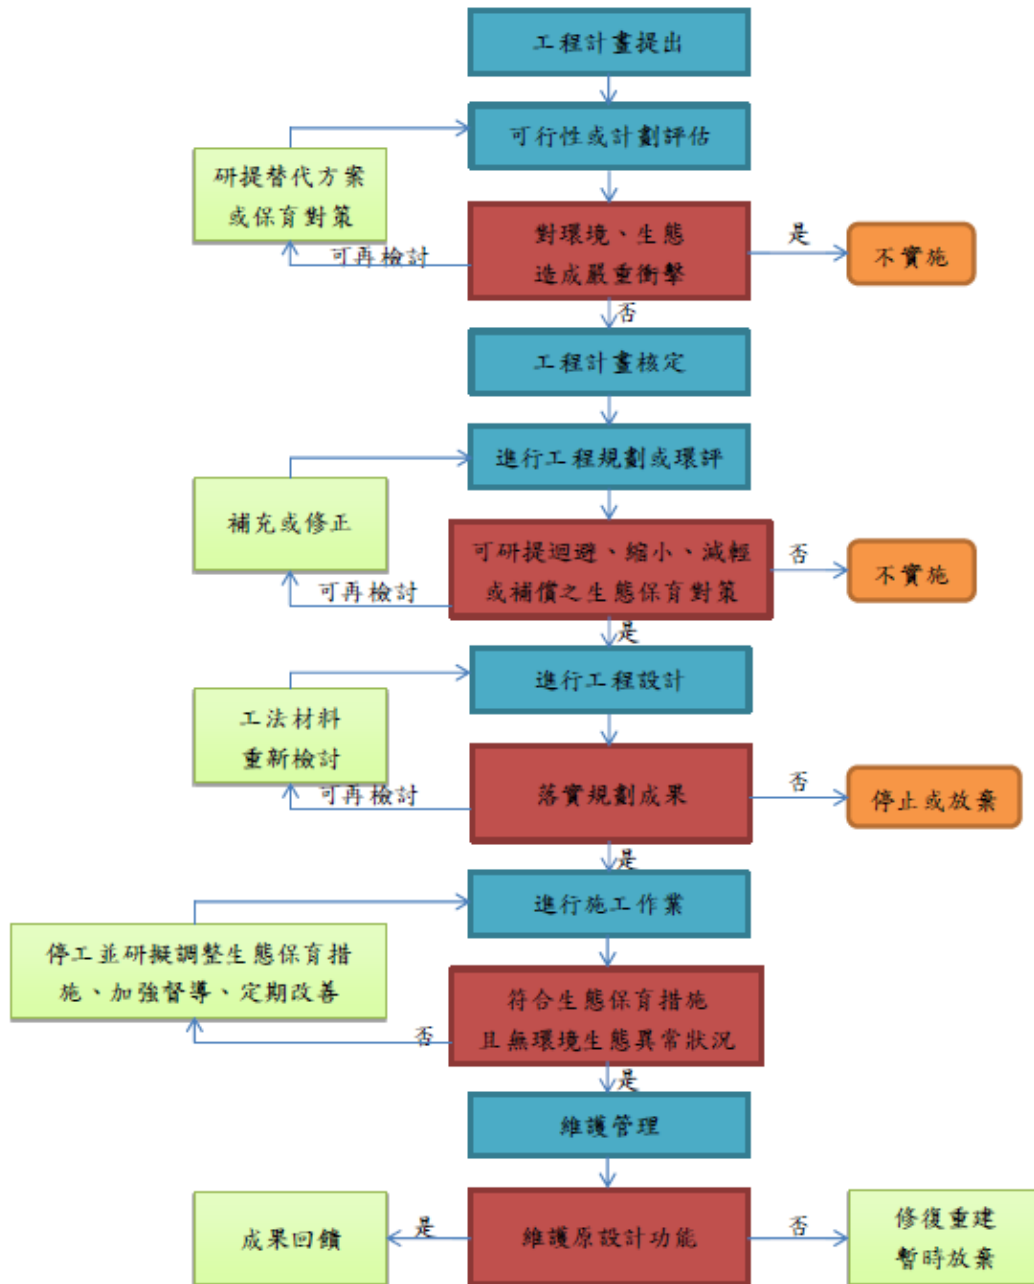 工程計畫提出
可行性或計劃評估
研提替代方案
或保育對策
可再檢討
對環境、生態
造成嚴重衝擊
是
不實施
否
工程計畫核定
進行工程規劃或環評
補充或修正
可再檢討
可研提迴避、縮小、減輕
或補償之生態保育對策
否
不實施
是
進行工程設計
工法材料
重新檢討
可再檢討
落實規劃成果
否
停止或放棄
是
進行施工作業
停工並研擬調整生態保育措
施、加強督導、定期改善
否
符合生態保育措施
且無環境生態異常狀況
是
維護管理
成果回饋
是
維護原設計功能
否
修復重建
暫時放棄